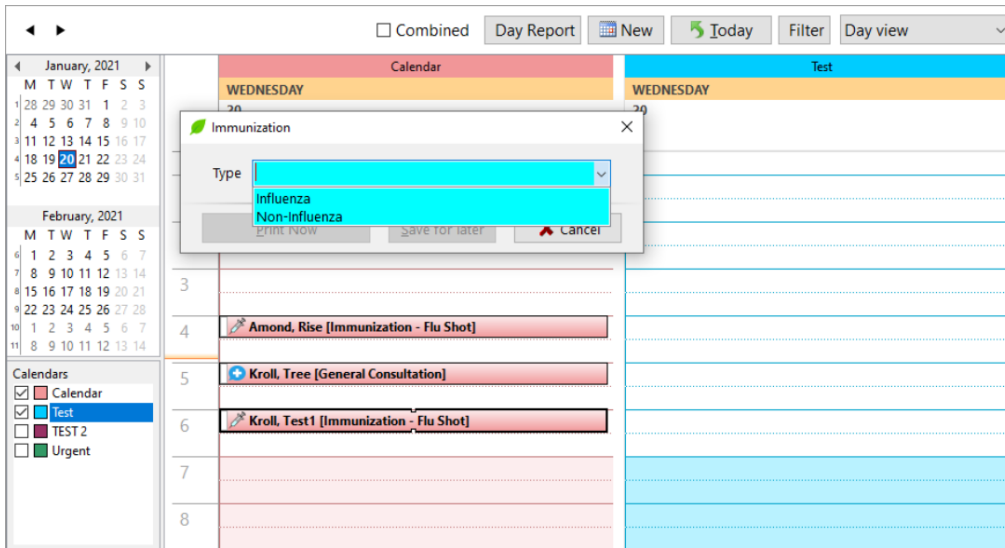 Combined Day Report New Today Filter Day view
January, 2021
M T W T F S S
1 28 29 30 31 1 2 3
2 4 5 6 7 8 9 10
3 11 12 13 14 15 16 17
4 18 19 20 21 22 23 24
5 25 26 27 28 29 30 31
February, 2021
M T W T F S S
6 1 2 3 4 5 6 7
7 8 9 10 11 12 13 14
8 15 16 17 18 19 20 21
9 22 23 24 25 26 27 28
10 1 2 3 4 5 6 7
11 8 9 10 11 12 13 14
Calendars
Calendar
Test
TEST 2
Urgent
Calendar Test
WEDNESDAY WEDNESDAY
20 20
Immunization
Type
Influenza
Non-Influenza
Print Now Save for later Cancel
3
4 Amond, Rise [Immunization - Flu Shot]
5 Kroll, Tree [General Consultation]
6 Kroll, Test1 [Immunization - Flu Shot]
7
8